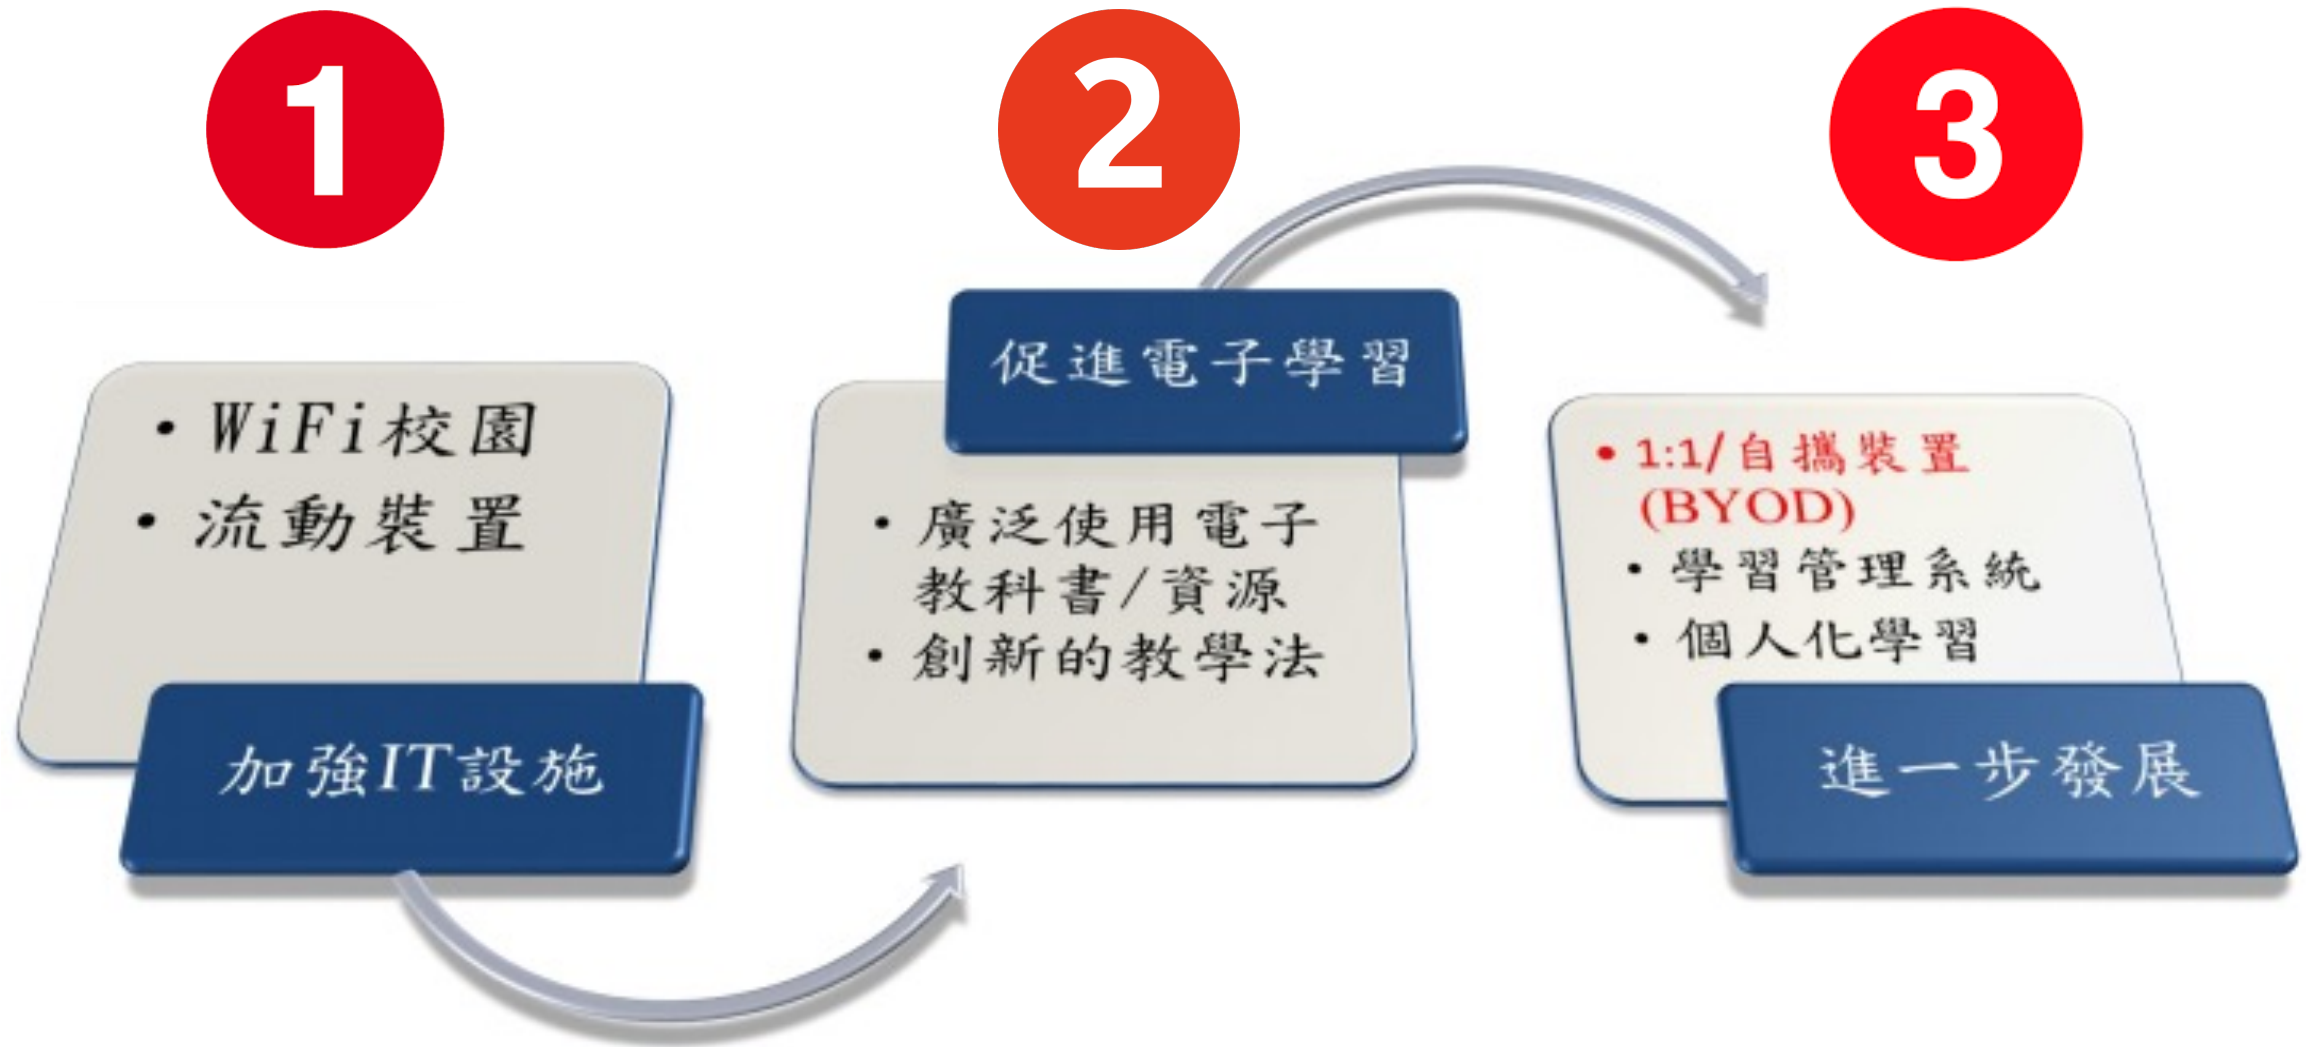 1
• WiFi校園
• 流動裝置
加強IT設施
2
促進電子學習
• 廣泛使用電子
教科書/資源
• 創新的教學法
3
• 1:1/自攜裝置
(BYOD)
• 學習管理系統
• 個人化學習
進一步發展